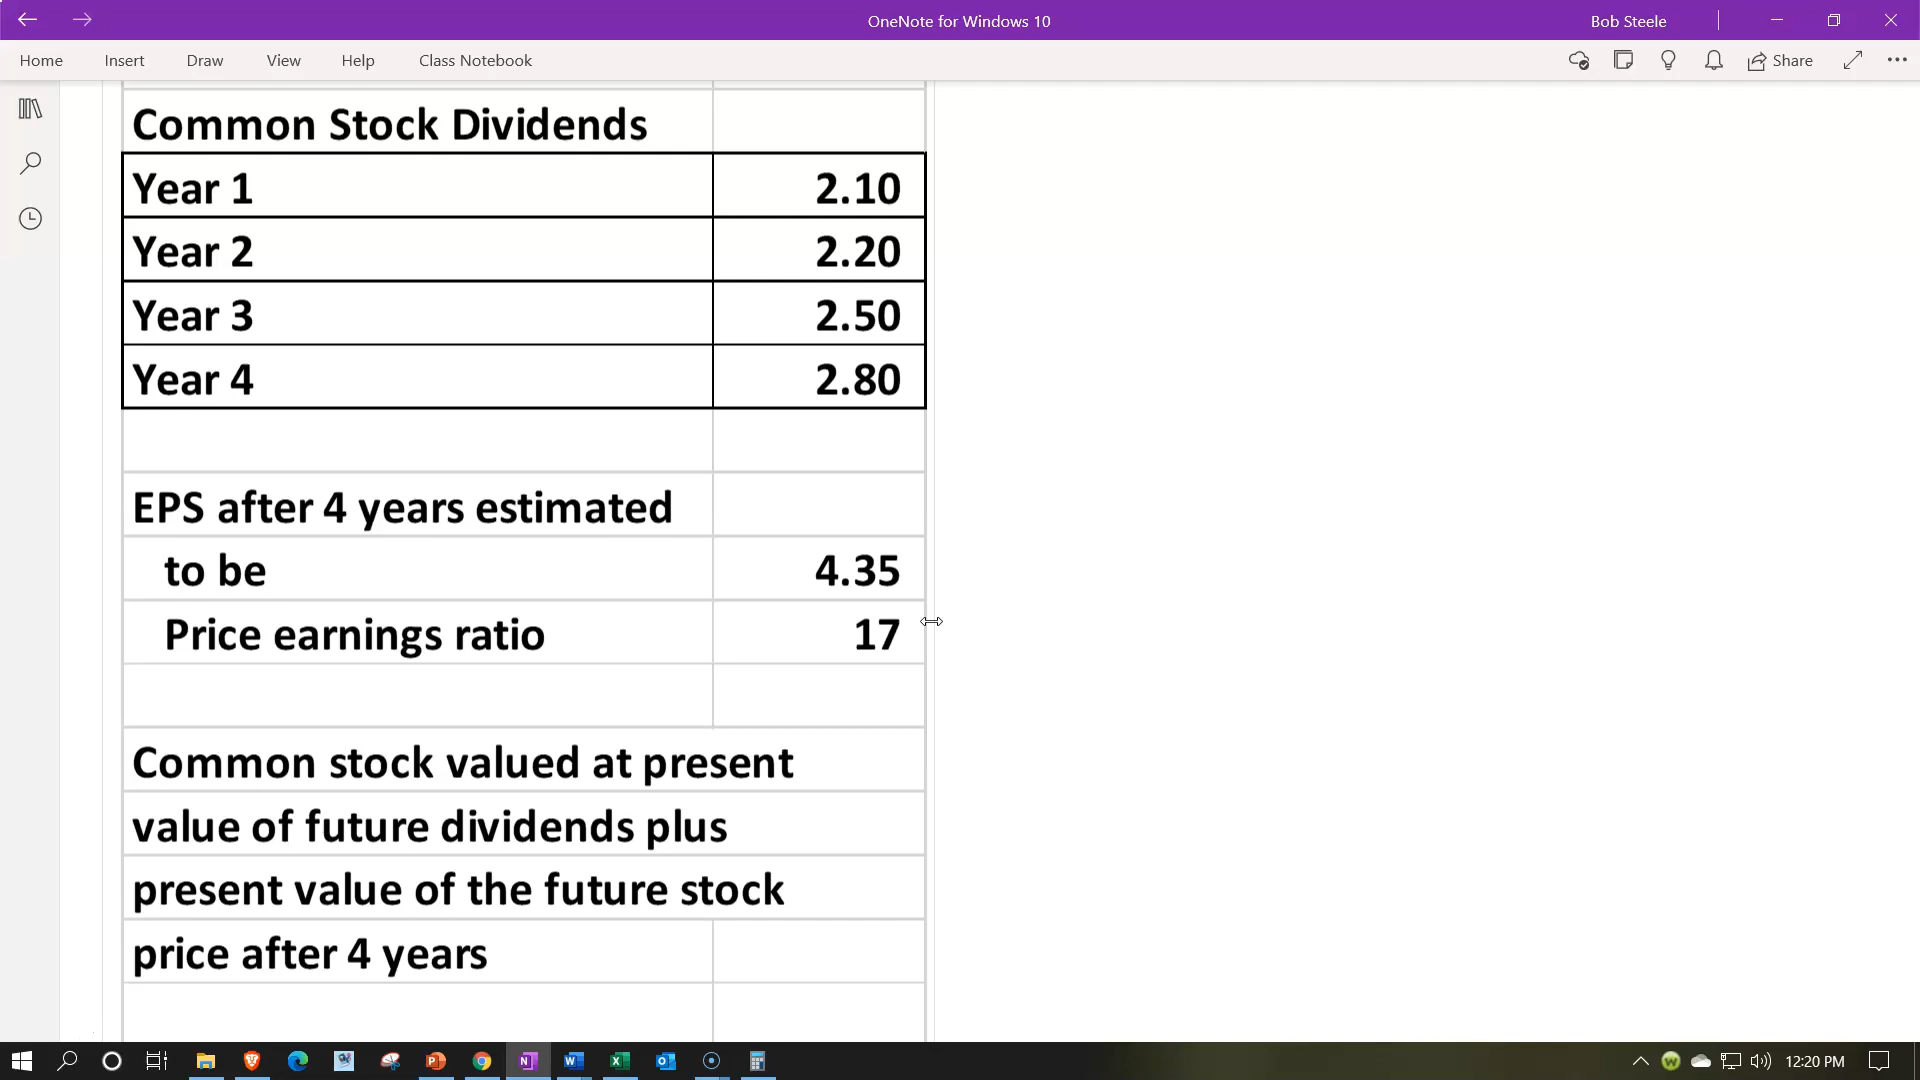 OneNote for Windows 10
Bob Steele
Home Insert Draw View Help Class Notebook
Share
Common Stock Dividends
Year 1 2.10
Year 2 2.20
Year 3 2.50
Year 4 2.80
EPS after 4 years estimated
to be 4.35
Price earnings ratio 17
Common stock valued at present
value of future dividends plus
present value of the future stock
price after 4 years
12:20 PM